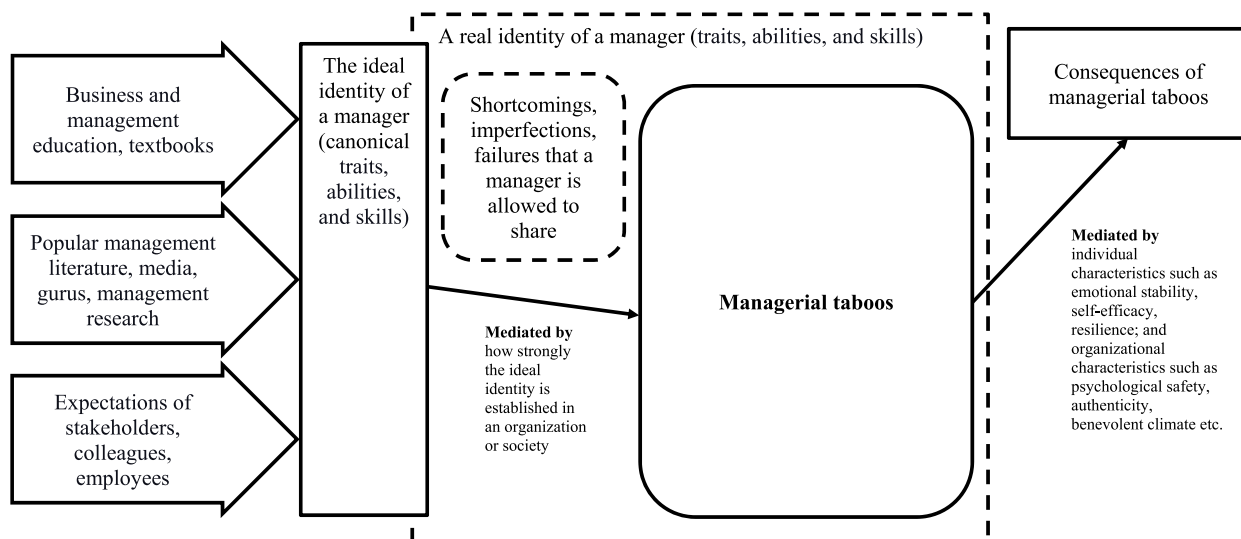 Business and
management
education, textbooks
Popular management
literature, media,
gurus, management
research
Expectations of
stakeholders,
colleagues,
employees
The ideal
identity of
a manager
(canonical
traits,
abilities,
and skills)
A real identity of a manager (traits, abilities, and skills)
Shortcomings,
imperfections,
failures that a
manager is
allowed to
share
Mediated by
how strongly
the ideal
identity is
established in
an organization
or society
Managerial taboos
Consequences of
managerial taboos
Mediated by
individual
characteristics such as
emotional stability,
self-efficacy,
resilience; and
organizational
characteristics such as
psychological safety,
authenticity,
benevolent climate etc.